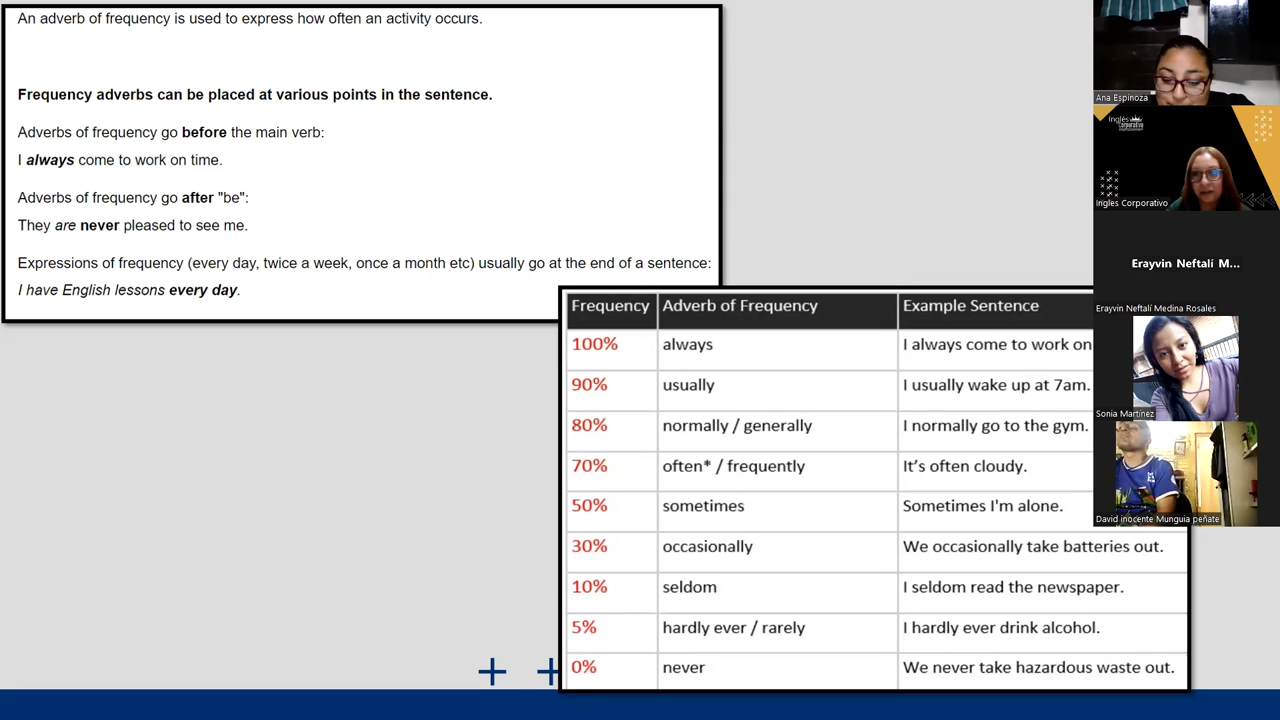 An adverb of frequency is used to express how often an activity occurs.
Frequency adverbs can be placed at various points in the sentence.
Adverbs of frequency go before the main verb:
I always come to work on time.
Adverbs of frequency go after "be":
They are never pleased to see me.
Expressions of frequency (every day, twice a week, once a month etc) usually go at the end of a sentence:
I have English lessons every day.
Frequency Adverb of Frequency Example Sentence
100% always I always come to work on
90% usually I usually wake up at 7am.
80% normally / generally I normally go to the gym.
70% often* / frequently It's often cloudy.
50% sometimes Sometimes I'm alone.
30% occasionally We occasionally take batteries out.
10% seldom I seldom read the newspaper.
5% hardly ever / rarely I hardly ever drink alcohol.
0% never We never take hazardous waste out.
Ana Espinoza
Inglés
Corporativo
Ingles Corporativo
Erayvin Neftalí M...
Erayvin Neftalí Medina Rosales
Sonia Martínez
David inocente Munguia peñate